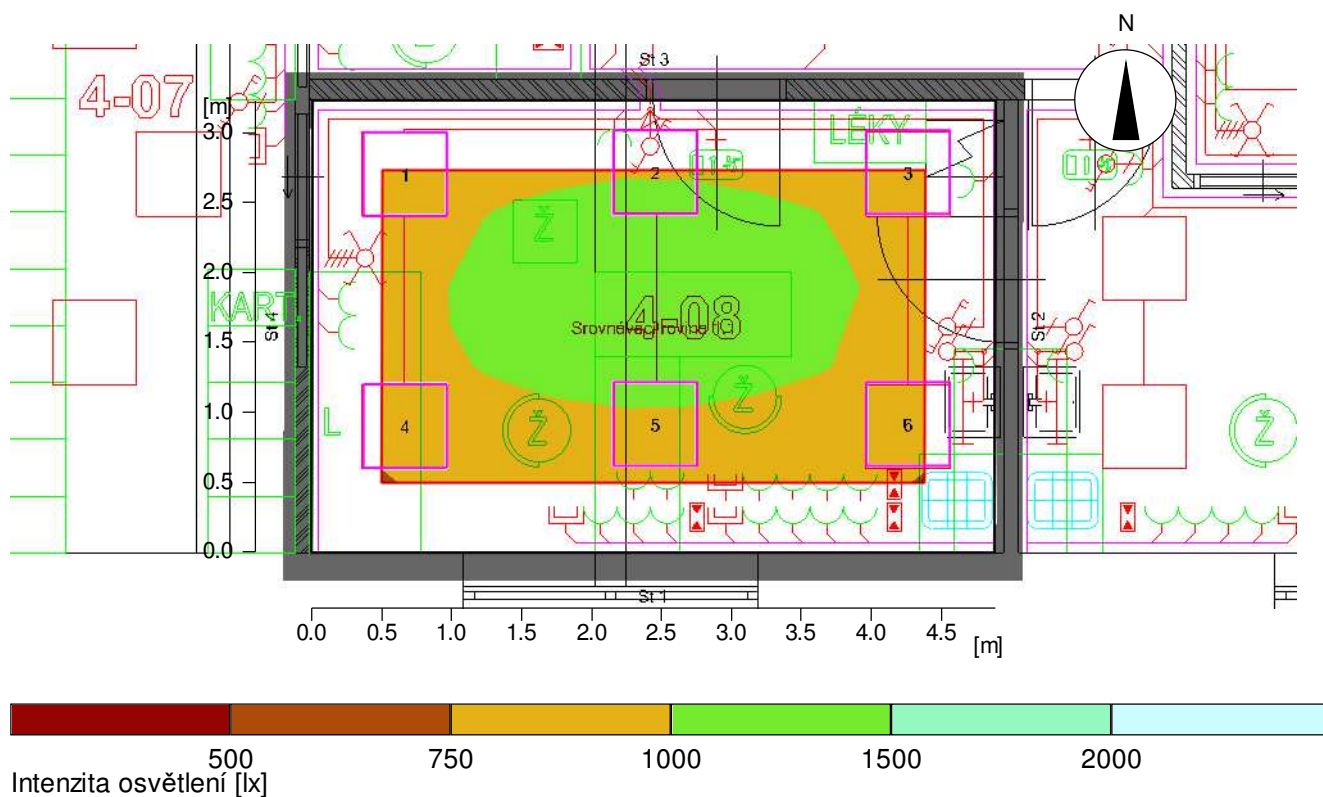 N
St 3
4-07
[m]
3.0
LÉKY
1
2
3
2.5
Ž
2.0
KART.
4-08
Srovnávací rovina
1.5
St 4
St 2
1.0
Ž
Ž
Ž
L
4
5
6
0.5
0.0
St 1
0.0 0.5 1.0 1.5 2.0 2.5 3.0 3.5 4.0 4.5
[m]
500 750 1000 1500 2000
Intenzita osvětlení [lx]